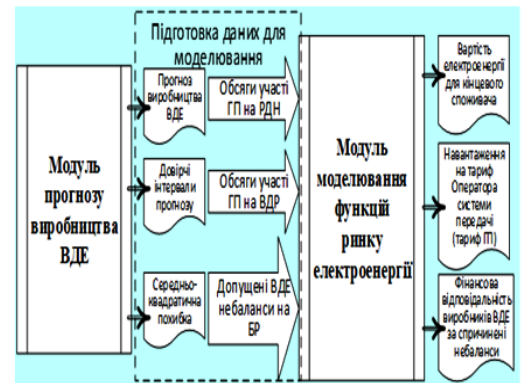 Підготовка даних для
моделювання
Модуль
прогнозу
виробництва
ВДЕ
Прогноз
виробництва
ВДЕ
Обсяги участі
ГП на РДН
Довірчі
інтервали
прогнозу
Обсяги участі
ГП на ВДР
Середньо-
квадратична
похибка
Допущені ВДЕ
небаланси на
БР
Модуль
моделювання
функцій
ринку
електроенергії
Вартість
електроенергії
для кінцевого
споживача
Навантаження
на тариф
Оператора
системи
передачі
(тариф ГП)
Фінансова
відповідальність
виробників ВДЕ
за спричинені
небаланси